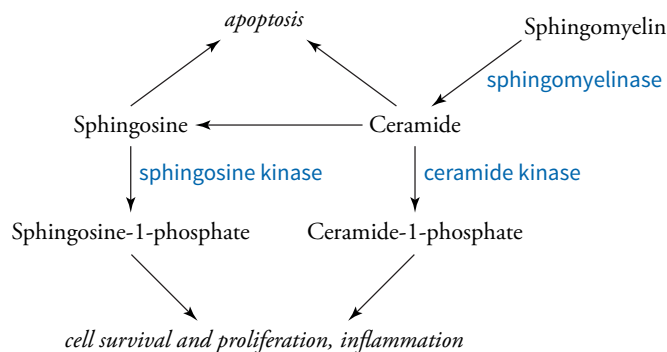 apoptosis
Sphingomyelin
sphingomyelinase
Sphingosine
Ceramide
sphingosine kinase
ceramide kinase
Sphingosine-1-phosphate
Ceramide-1-phosphate
cell survival and proliferation, inflammation